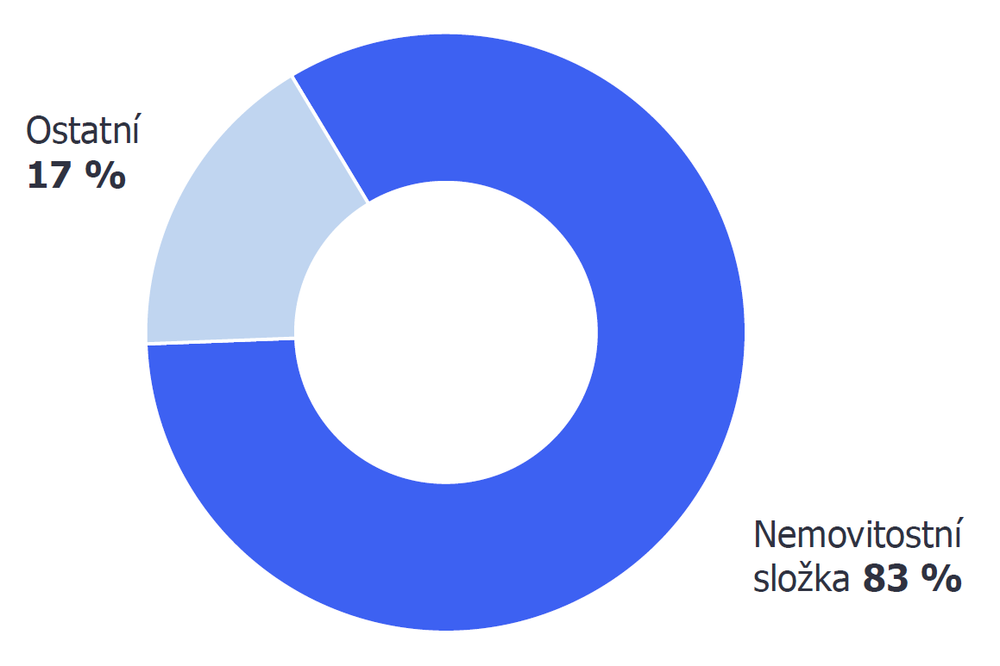 Ostatní
17 %
Nemovitostní
složka 83 %